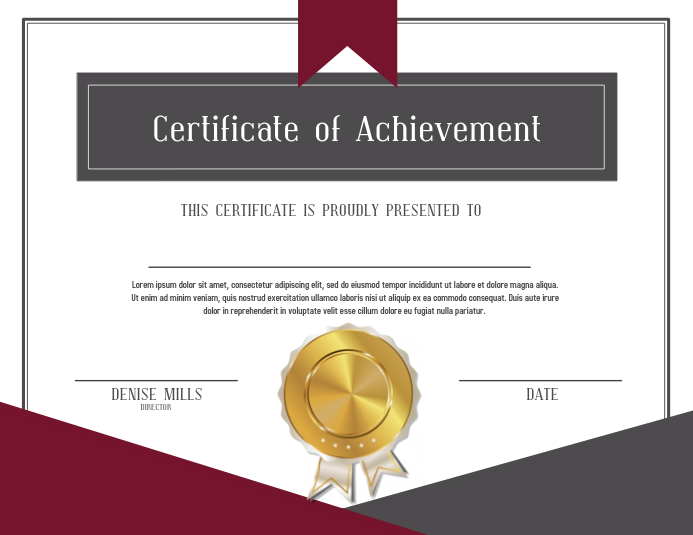 Certificate of Achievement
THIS CERTIFICATE IS PROUDLY PRESENTED TO
Lorem ipsum dolor sit amet, consectetur adipiscing elit, sed do eiusmod tempor incididunt ut labore et dolore magna aliqua.
Ut enim ad minim veniam, quis nostrud exercitation ullamco laboris nisi ut aliquip ex ea commodo consequat. Duis aute irure
dolor in reprehenderit in voluptate velit esse cillum dolore eu fugiat nulla pariatur.
DENISE MILLS
DIRECTOR
DATE